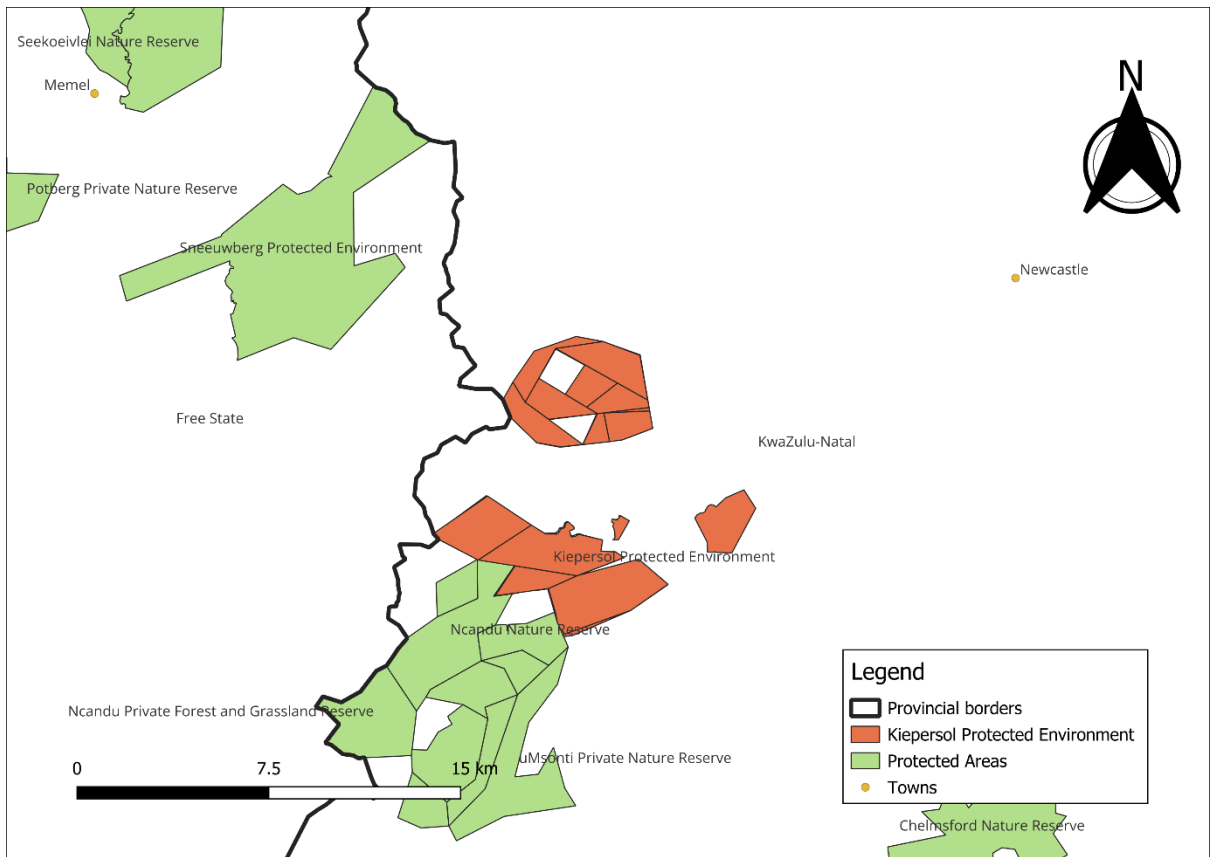 Seekoeivlei Nature Reserve
Memel
N
Potberg Private Nature Reserve
Sneeuwberg Protected Environment
Newcastle
Free State
KwaZulu-Natal
Kiepersol Protected Environment
Ncandu Nature Reserve
Ncandu Private Forest and Grassland Reserve
uMsonti Private Nature Reserve
0 7.5 15 km
Legend
Provincial borders
Kiepersol Protected Environment
Protected Areas
Towns
Chelmsford Nature Reserve